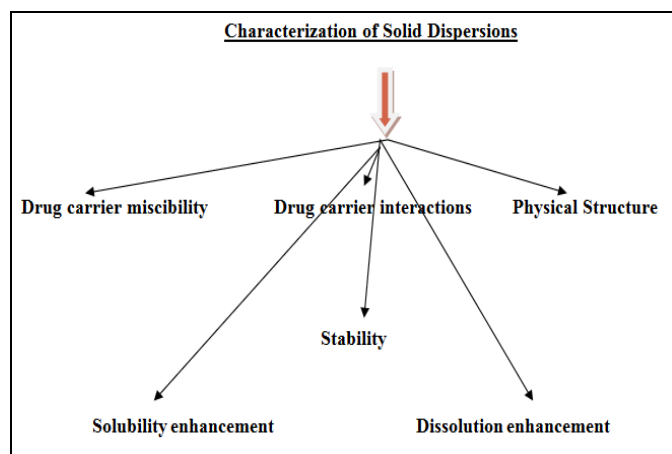 Characterization of Solid Dispersions
Drug carrier miscibility
Drug carrier interactions
Physical Structure
Stability
Solubility enhancement
Dissolution enhancement